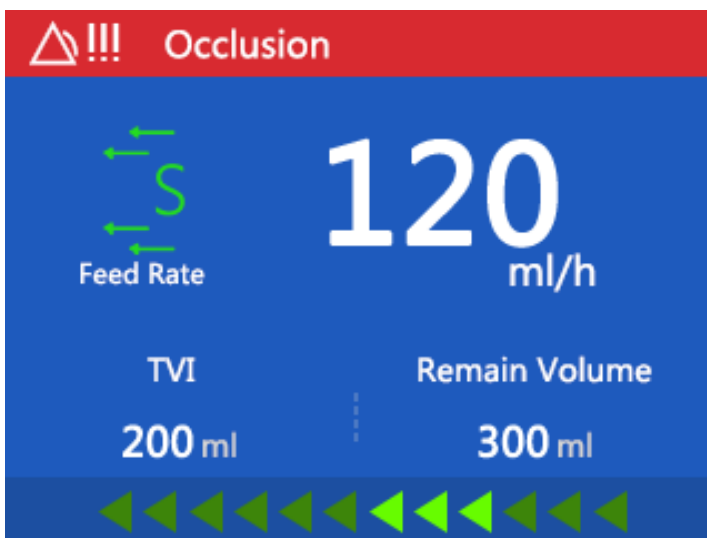 !!! Occlusion
S
120
ml/h
Feed Rate
TVI
Remain Volume
200 ml
300 ml